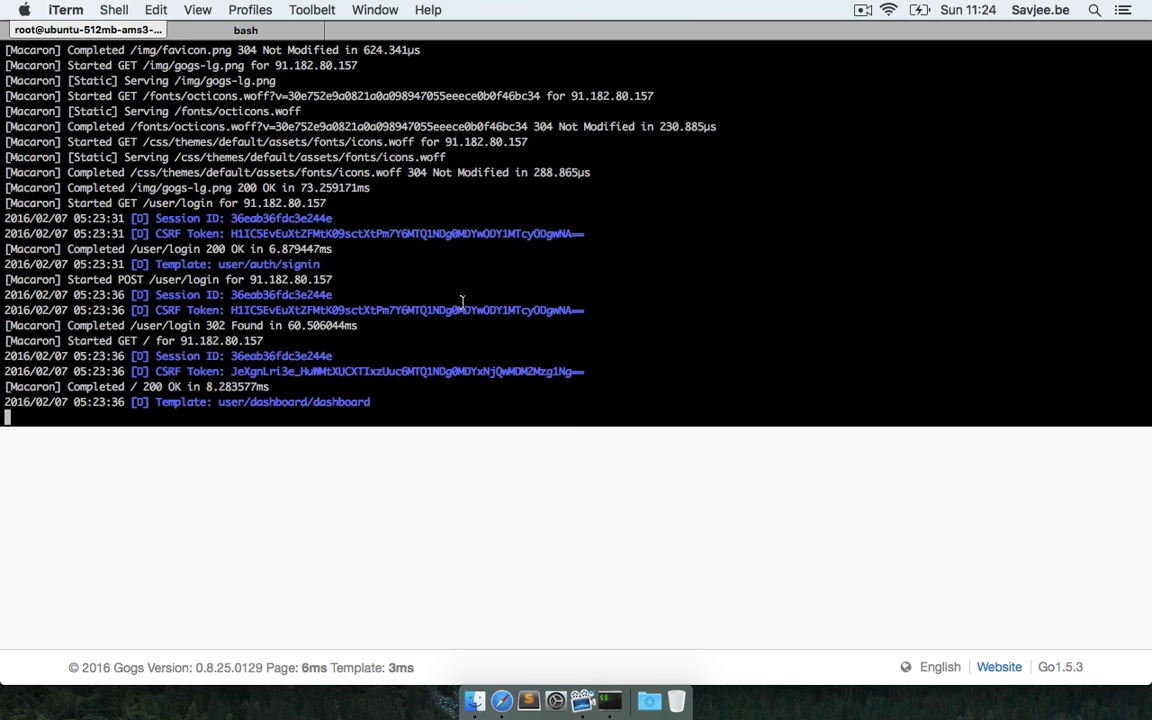 iTerm Shell Edit View Profiles Toolbelt Window Help Sun 11:24 Savjee.be
root@ubuntu-512mb-ams3-... bash
[Macaron] Completed /img/favicon.png 304 Not Modified in 624.341µs
[Macaron] Started GET /img/gogs-lg.png for 91.182.80.157
[Macaron] [Static] Serving /img/gogs-lg.png
[Macaron] Started GET /fonts/octicons.woff?v=30e752e9a0821a0a098947055eeece0b0f46bc34 for 91.182.80.157
[Macaron] [Static] Serving /fonts/octicons.woff
[Macaron] Completed /fonts/octicons.woff?v=30e752e9a0821a0a098947055eeece0b0f46bc34 304 Not Modified in 230.885µs
[Macaron] Started GET /css/themes/default/assets/fonts/icons.woff for 91.182.80.157
[Macaron] [Static] Serving /css/themes/default/assets/fonts/icons.woff
[Macaron] Completed /css/themes/default/assets/fonts/icons.woff 304 Not Modified in 288.865µs
[Macaron] Completed /img/gogs-lg.png 200 OK in 73.259171ms
[Macaron] Started GET /user/login for 91.182.80.157
2016/02/07 05:23:31 [D] Session ID: 36eab36fdc3e244e
2016/02/07 05:23:31 [D] CSRF Token:
[Macaron] Completed /user/login 200 OK in 6.879447ms
2016/02/07 05:23:31 [D] Template: user/auth/signin
[Macaron] Started POST /user/login for 91.182.80.157
2016/02/07 05:23:36 [D] Session ID: 36eab36fdc3e244e
2016/02/07 05:23:36 [D] CSRF Token:
[Macaron] Completed /user/login 302 Found in 60.506044ms
[Macaron] Started GET / for 91.182.80.157
2016/02/07 05:23:36 [D] Session ID: 36eab36fdc3e244e
2016/02/07 05:23:36 [D] CSRF Token:
[Macaron] Completed / 200 OK in 8.283577ms
2016/02/07 05:23:36 [D] Template: user/dashboard/dashboard
© 2016 Gogs Version: 0.8.25.0129 Page: 6ms Template: 3ms English Website Go1.5.3